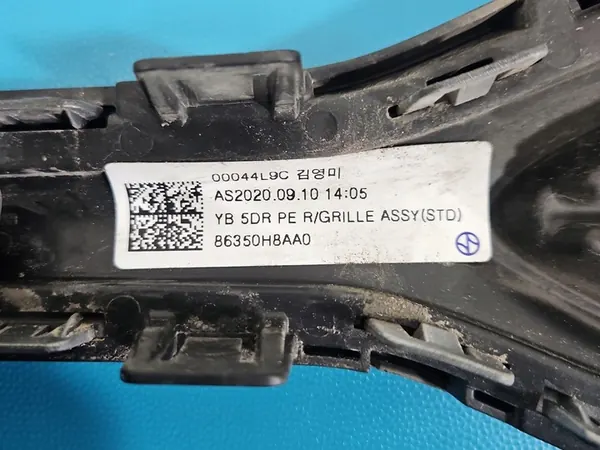 00044L9C 김영미
AS2020.09.10 14:05
YB 5DR PE R/GRILLE ASSY(STD)
86350H8AA0